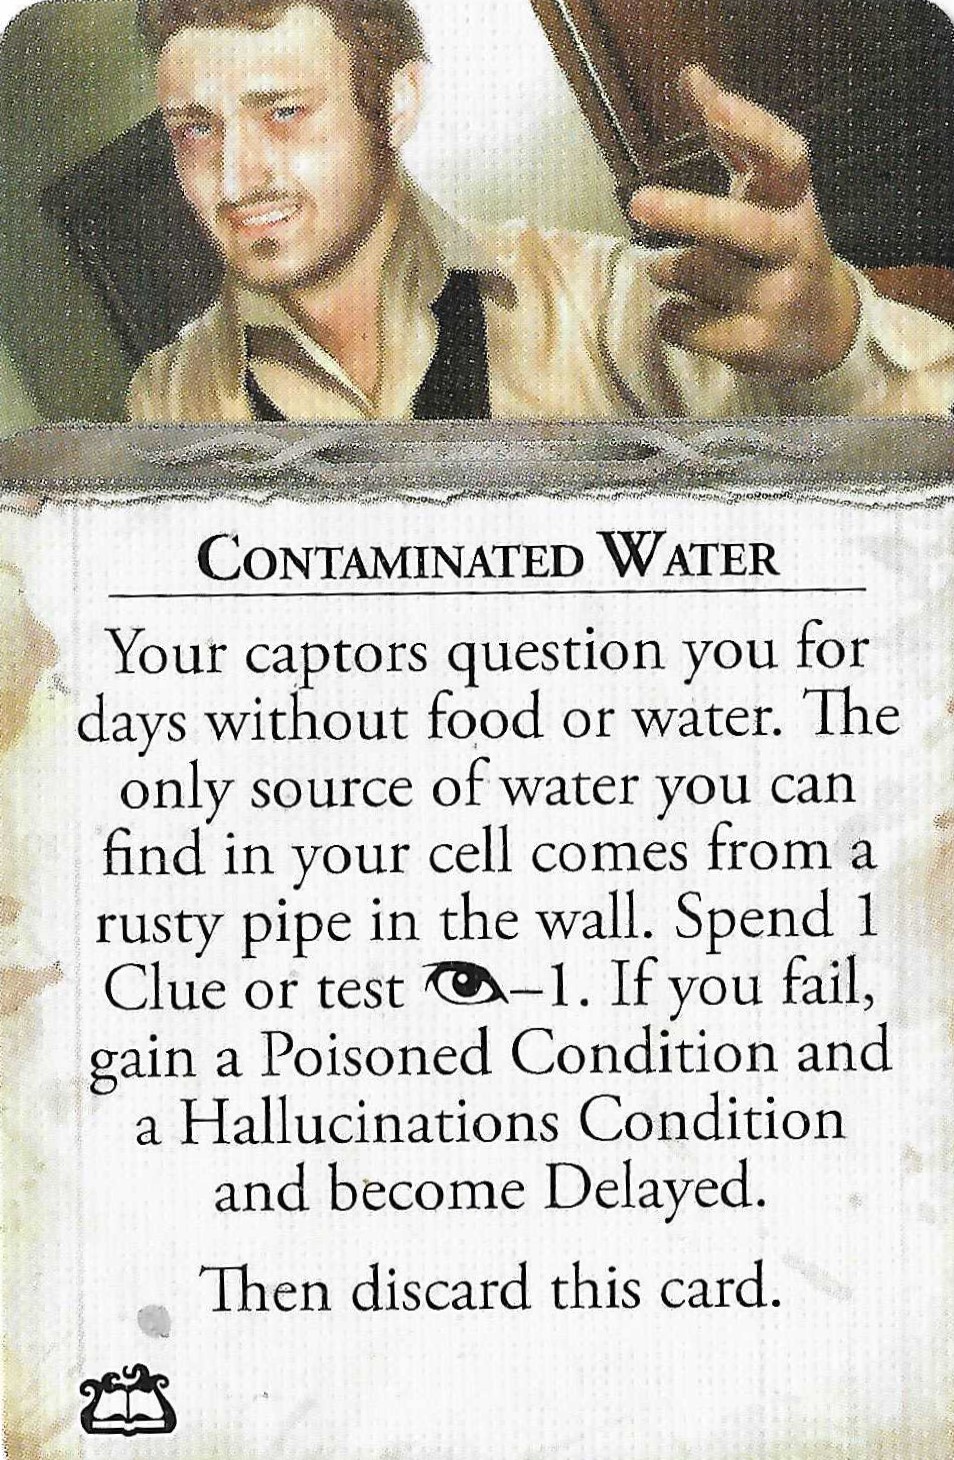 Contaminated Water
Your captors question you for
days without food or water. The
only source of water you can
find in your cell comes from a
rusty pipe in the wall. Spend 1
Clue or test –1. If you fail,
gain a Poisoned Condition and
a Hallucinations Condition
and become Delayed.
Then discard this card.